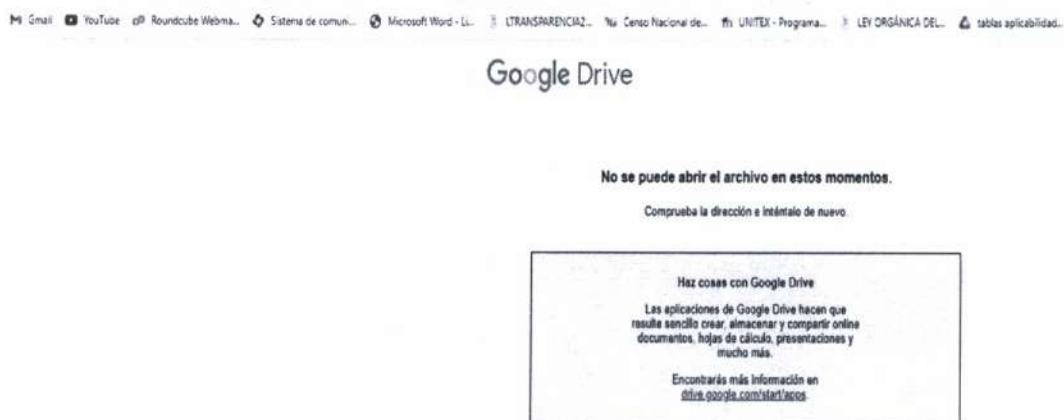 Gmail YouTube Roundcube Webma... Sistema de comun... Microsoft Word - Li... LTRANSPARENCIA2... Censo Nacional de... UNITEX - Programa... LEY ORGÁNICA DEL... tablas aplicabilidad...
Google Drive
No se puede abrir el archivo en estos momentos.
Comprueba la dirección e inténtalo de nuevo.
Haz cosas con Google Drive
Las aplicaciones de Google Drive hacen que
resulte sencillo crear, almacenar y compartir online
documentos, hojas de cálculo, presentaciones y
mucho más.
Encontrarás más información en
drive.google.com/start/apps.